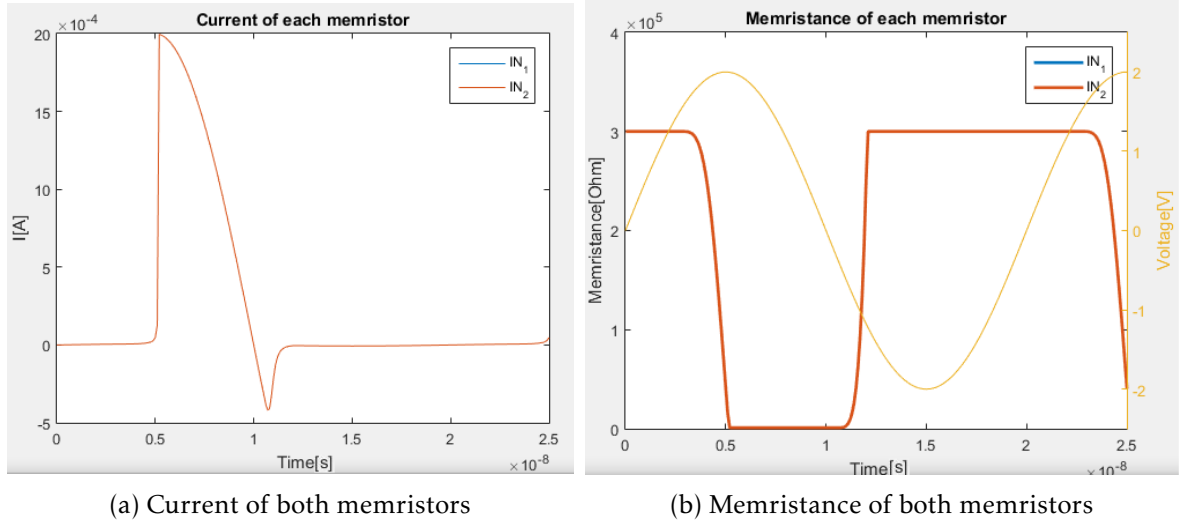 Current of each memristor
20 ×10⁻⁴
15
10
5
0
-5
I[A]
IN₁
IN₂
0 0.5 1 1.5 2 2.5
Time[s]
×10⁻⁸
(a) Current of both memristors
Memristance of each memristor
4 ×10⁵
3
2
1
0
Memristance[Ohm]
IN₁
IN₂
2
1
0
-1
-2
Voltage[V]
0 0.5 1 1.5 2 2.5
Time[s]
×10⁻⁸
(b) Memristance of both memristors